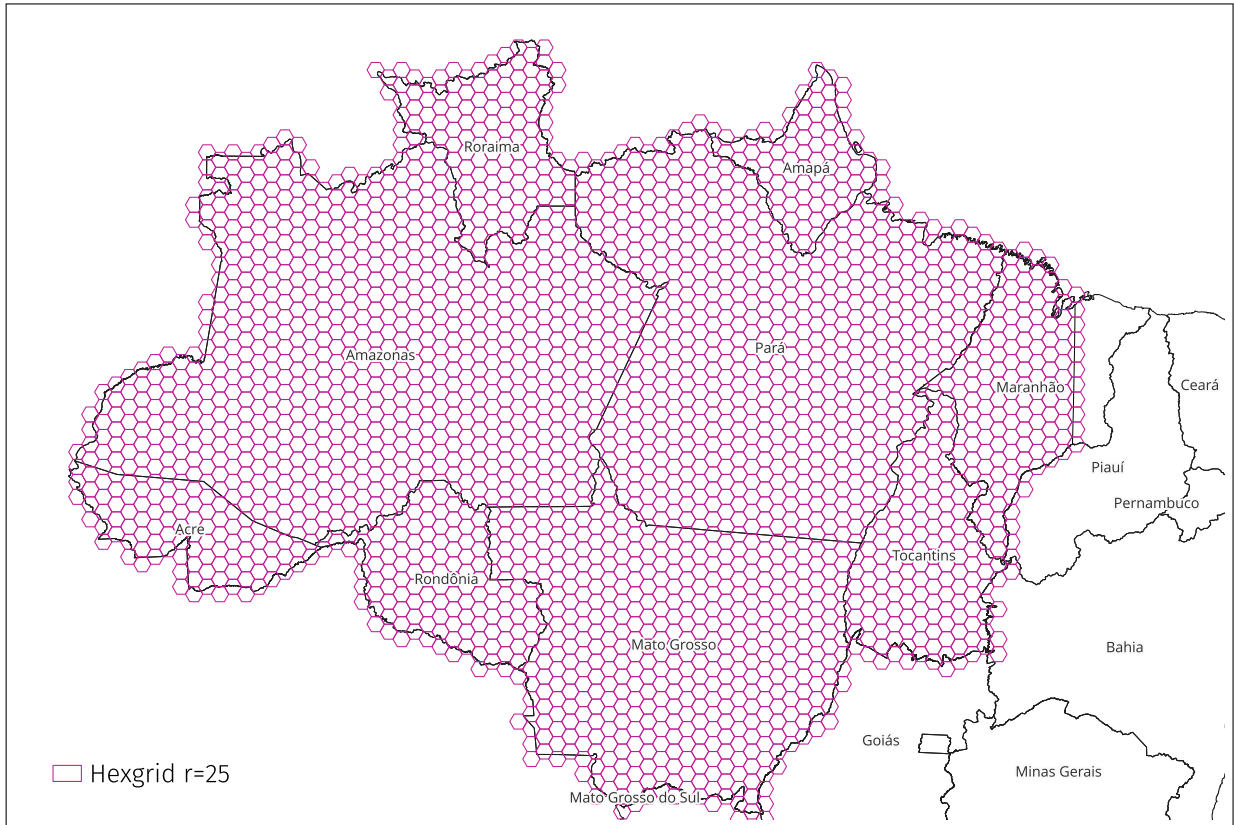 Roraima
Amapá
Amazonas
Pará
Maranhão
Ceará
Piauí
Pernambuco
Acre
Tocantins
Rondônia
Mato Grosso
Bahia
Goiás
Minas Gerais
Hexgrid r=25
Mato Grosso do Sul